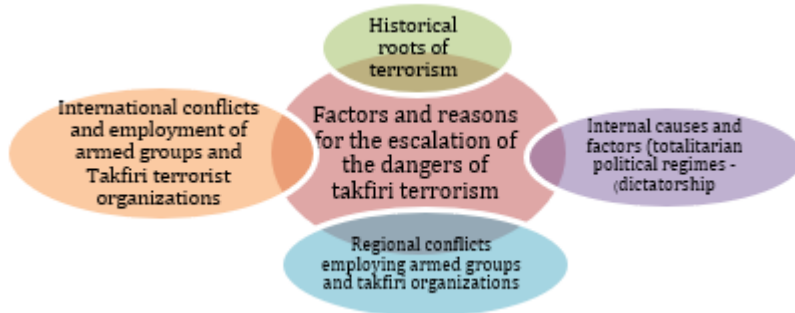 Historical
roots of
terrorism
International conflicts
and employment of
armed groups and
Takfiri terrorist
organizations
Factors and reasons
for the escalation of
the dangers of
takfiri terrorism
Internal causes and
factors (totalitarian
political regimes -
(dictatorship
Regional conflicts
employing armed groups
and takfiri organizations